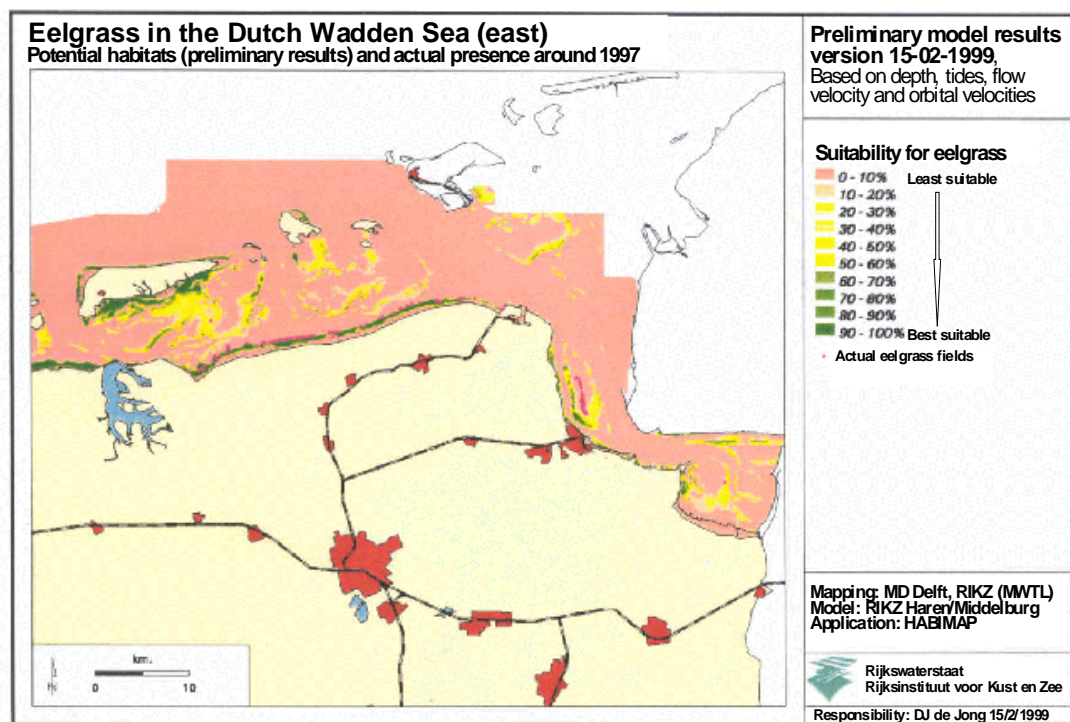 Eelgrass in the Dutch Wadden Sea (east)
Potential habitats (preliminary results) and actual presence around 1997
Preliminary model results
version 15-02-1999,
Based on depth, tides, flow
velocity and orbital velocities
Suitability for eelgrass
0 - 10% Least suitable
10 - 20%
20 - 30%
30 - 40%
40 - 50%
50 - 60%
60 - 70%
70 - 80%
80 - 90%
90 - 100% Best suitable
Actual eelgrass fields
km.
0 10
Mapping: MD Delft, RIKZ (MWTL)
Model: RIKZ Haren/Middelburg
Application: HABIMAP
Rijkswaterstaat
Rijksinstituut voor Kust en Zee
Responsibility: DJ de Jong 15/2/1999